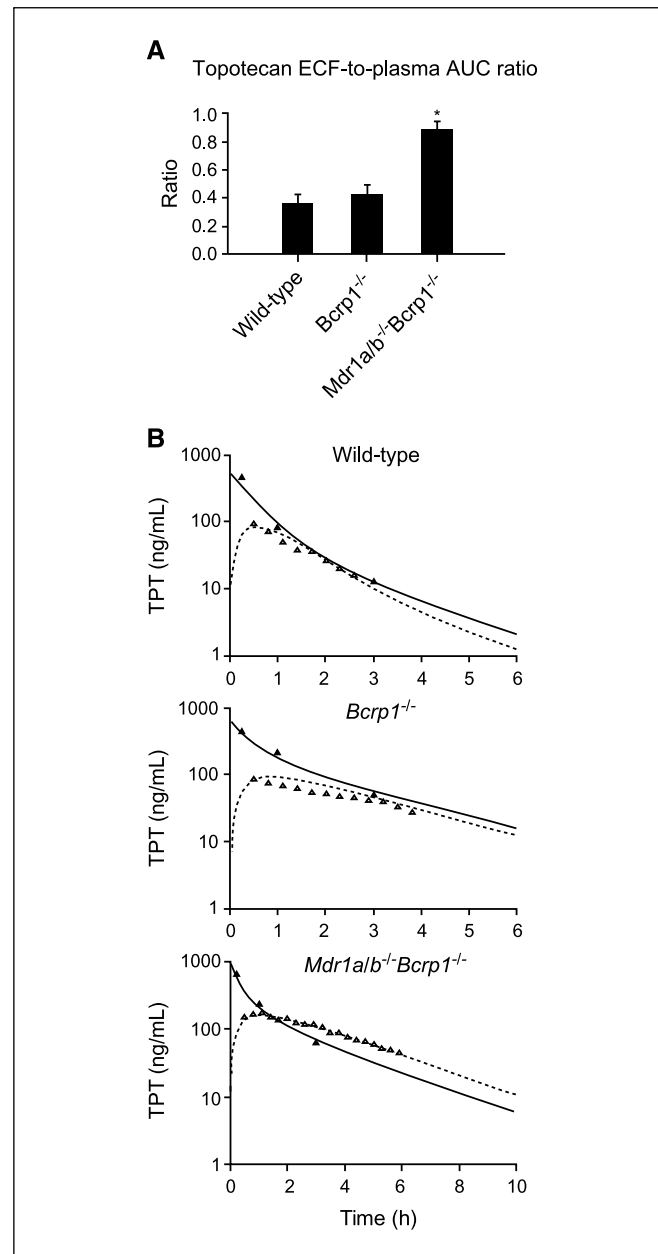 A
Topotecan ECF-to-plasma AUC ratio
1.0
0.8
0.6
0.4
0.2
0.0
Ratio
*
Wild-type
Bcrp1-/-
Mdr1a/b-/-Bcrp1-/-
B
Wild-type
1000
100
10
1
TPT (ng/mL)
0 1 2 3 4 5 6
Bcrp1-/-
1000
100
10
1
TPT (ng/mL)
0 1 2 3 4 5 6
Mdr1a/b-/-Bcrp1-/-
1000
100
10
1
TPT (ng/mL)
0 2 4 6 8 10
Time (h)